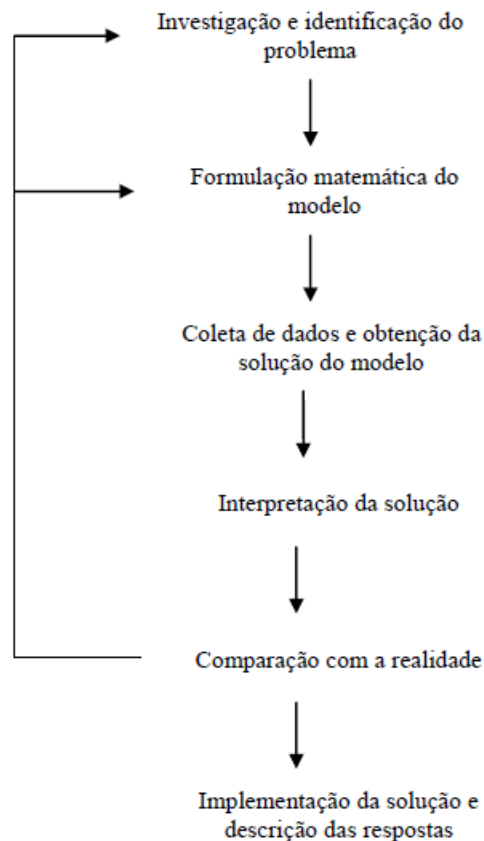 Investigação e identificação do
problema
Formulação matemática do
modelo
Coleta de dados e obtenção da
solução do modelo
Interpretação da solução
Comparação com a realidade
Implementação da solução e
descrição das respostas